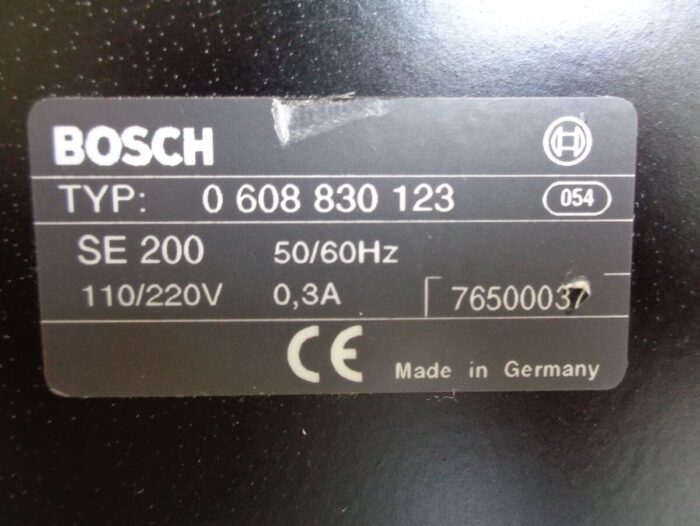 BOSCH
TYP: 0 608 830 123 054
SE 200 50/60Hz
110/220V 0,3A 76500037
CE Made in Germany